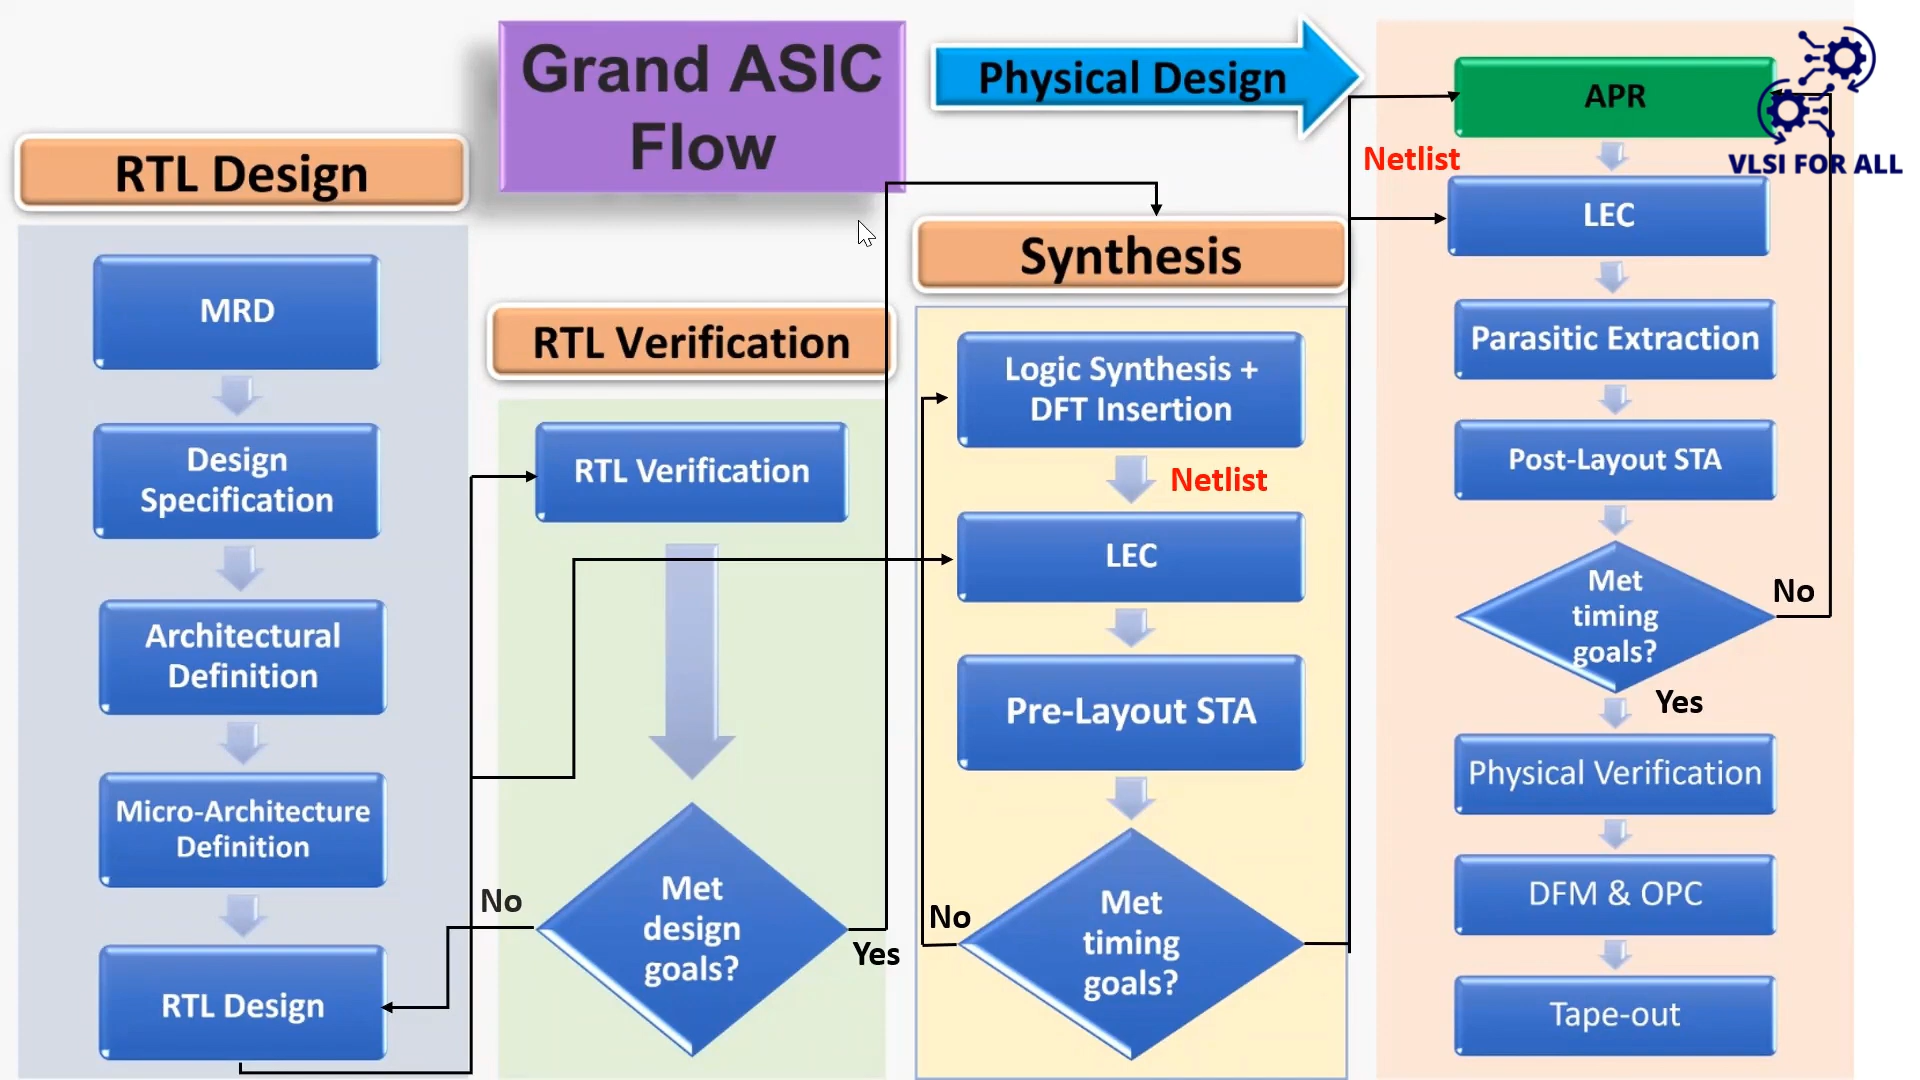 Grand ASIC
Flow
Physical Design
VLSI FOR ALL
RTL Design
MRD
Design
Specification
Architectural
Definition
Micro-Architecture
Definition
RTL Design
RTL Verification
RTL Verification
Met
design
goals?
No
Yes
Synthesis
Logic Synthesis +
DFT Insertion
Netlist
LEC
Pre-Layout STA
Met
timing
goals?
No
APR
Netlist
LEC
Parasitic Extraction
Post-Layout STA
Met
timing
goals?
No
Yes
Physical Verification
DFM & OPC
Tape-out